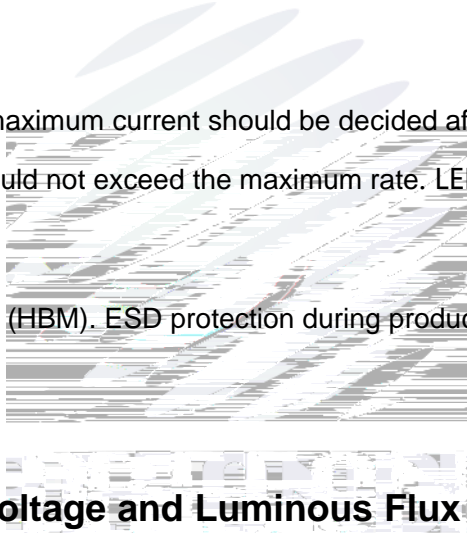 maximum current should be decided af
ould not exceed the maximum rate. LE
(HBM). ESD protection during produc
oltage and Luminous Flux